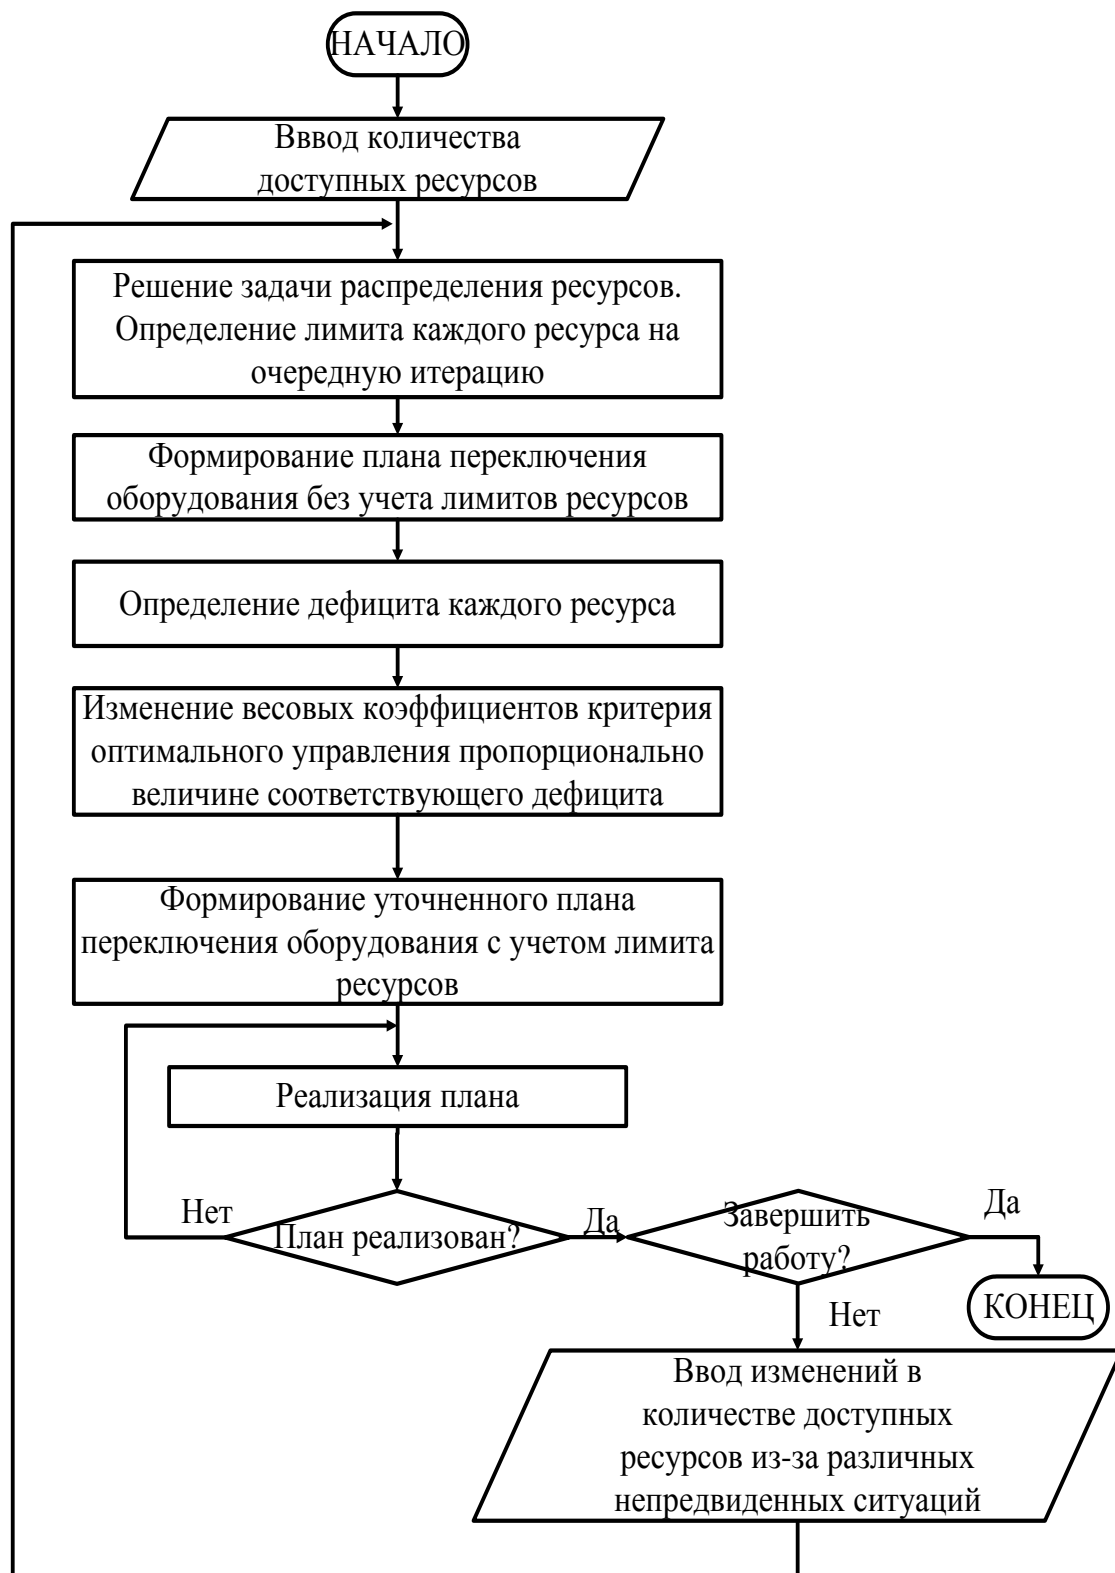 НАЧАЛО
Вввод количества
доступных ресурсов
Решение задачи распределения ресурсов.
Определение лимита каждого ресурса на
очередную итерацию
Формирование плана переключения
оборудования без учета лимитов ресурсов
Определение дефицита каждого ресурса
Изменение весовых коэффициентов критерия
оптимального управления пропорционально
величине соответствующего дефицита
Формирование уточненного плана
переключения оборудования с учетом лимита
ресурсов
Реализация плана
Нет
План реализован?
Да
Завершить
работу?
Да
КОНЕЦ
Нет
Ввод изменений в
количестве доступных
ресурсов из-за различных
непредвиденных ситуаций